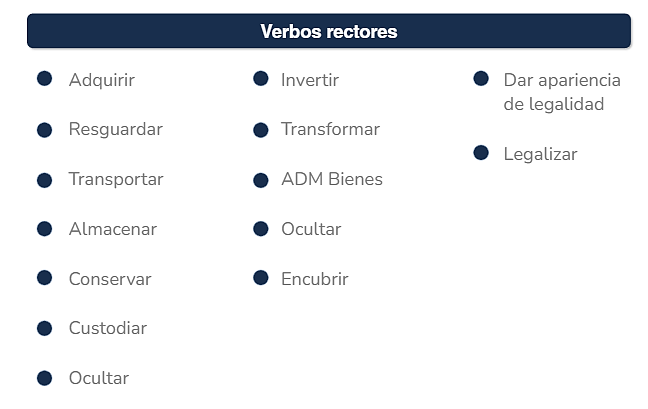 Verbos rectores
Adquirir
Resguardar
Transportar
Almacenar
Conservar
Custodiar
Ocultar
Invertir
Transformar
ADM Bienes
Ocultar
Encubrir
Dar apariencia
de legalidad
Legalizar